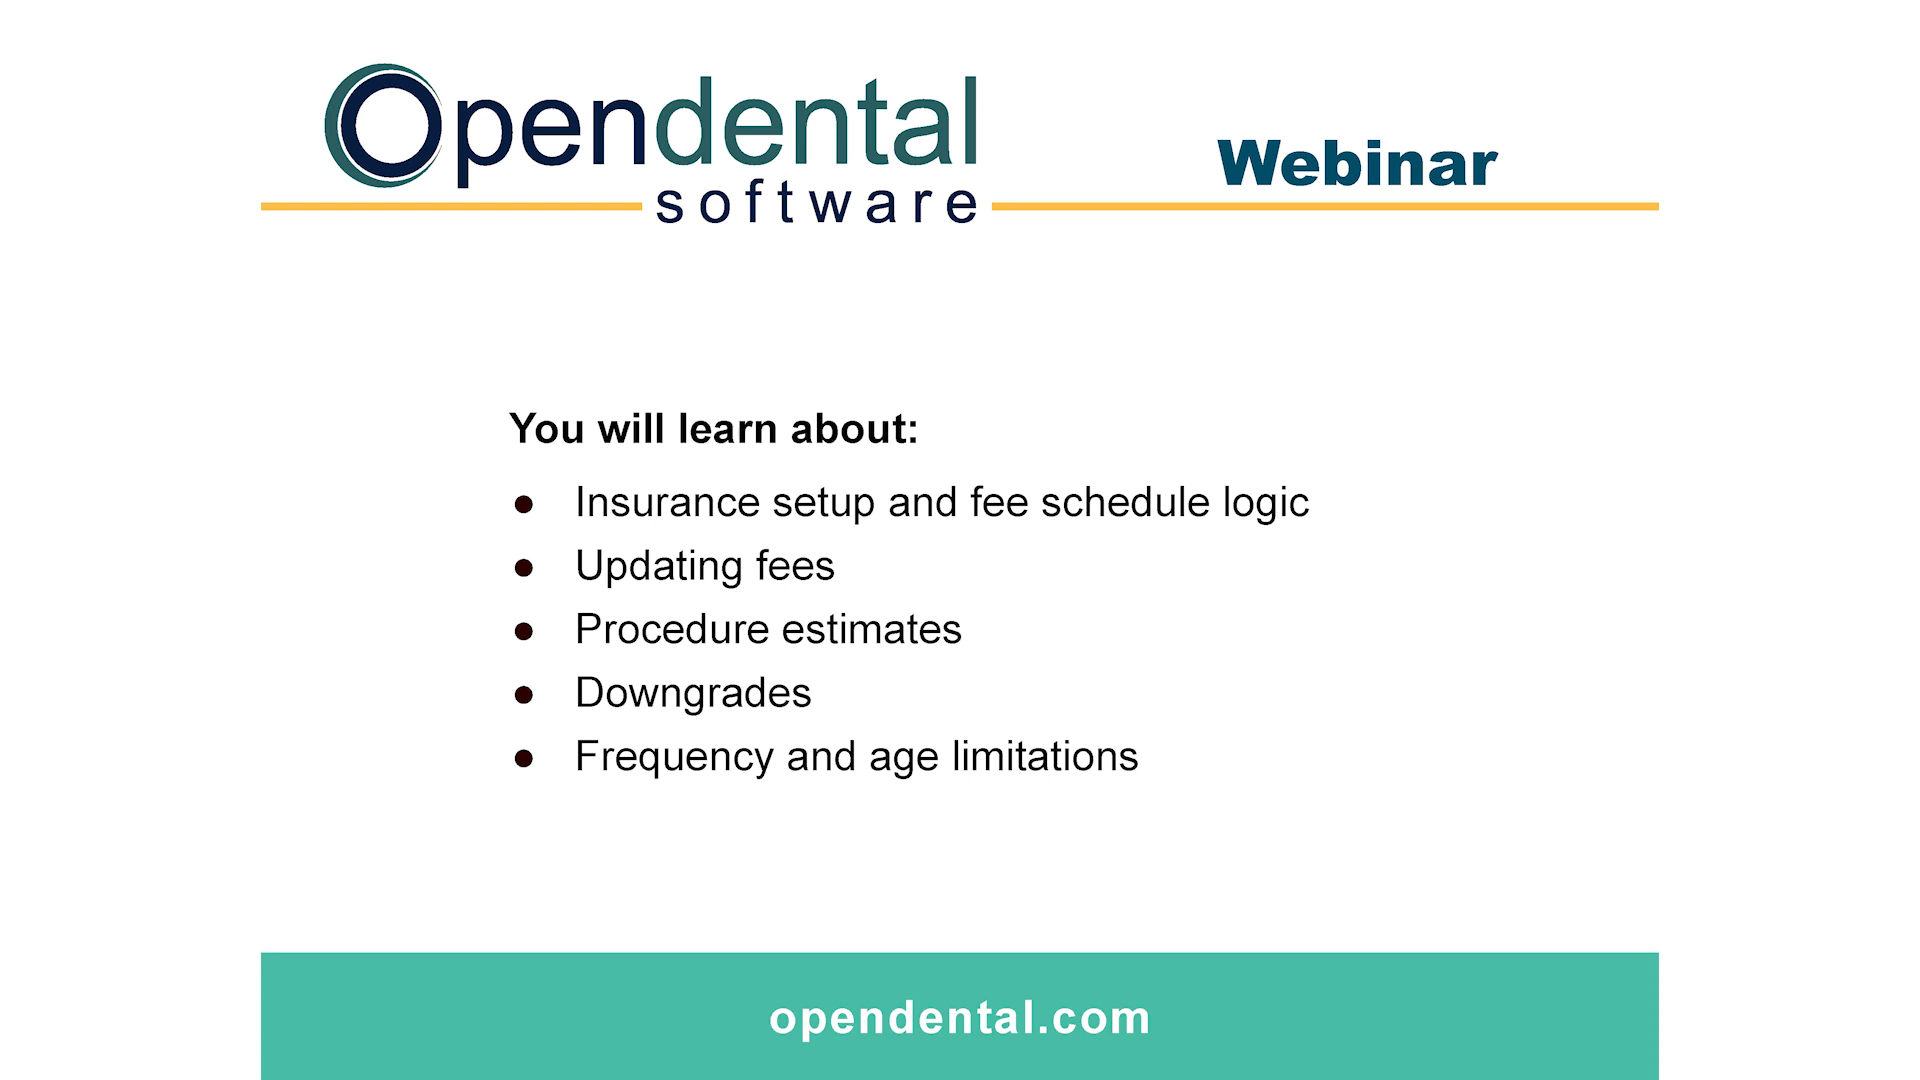 Opendental
software
Webinar
You will learn about:
● Insurance setup and fee schedule logic
● Updating fees
● Procedure estimates
● Downgrades
● Frequency and age limitations
opendental.com